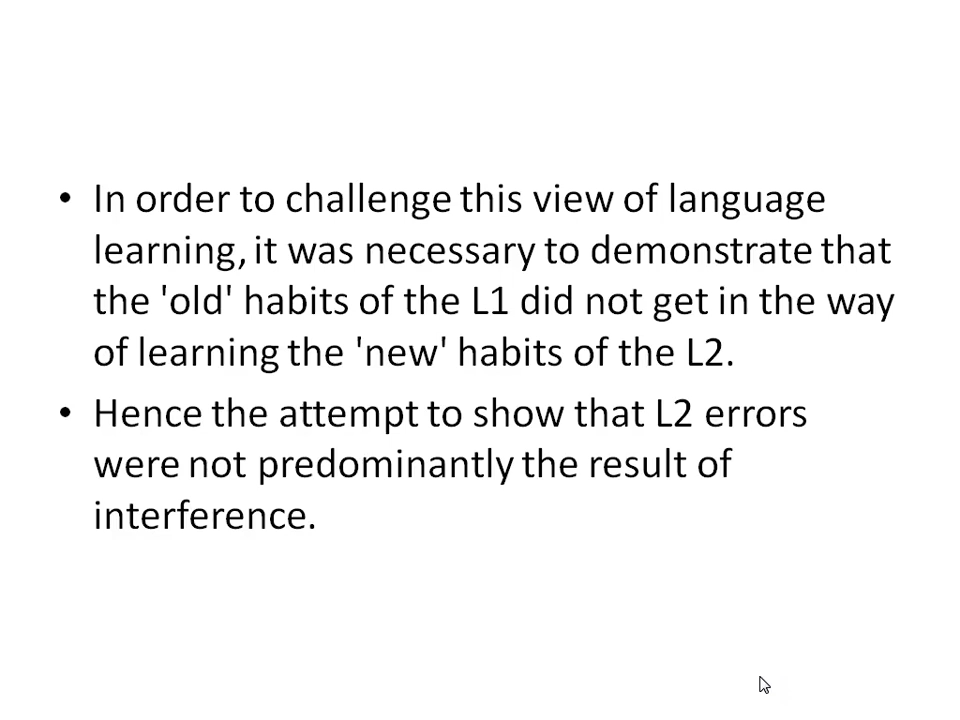 • In order to challenge this view of language
learning, it was necessary to demonstrate that
the 'old' habits of the L1 did not get in the way
of learning the 'new' habits of the L2.
• Hence the attempt to show that L2 errors
were not predominantly the result of
interference.